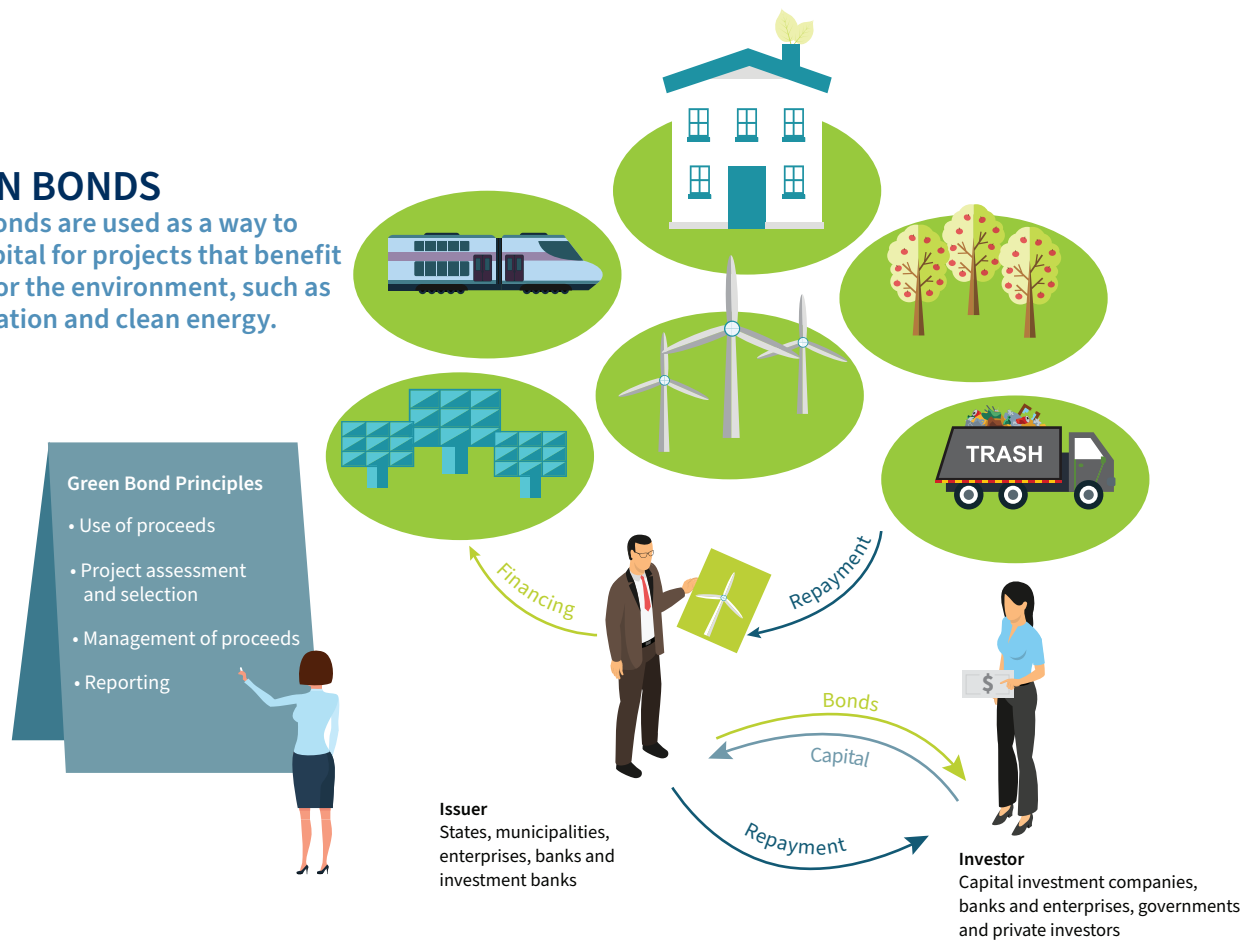 N BONDS
onds are used as a way to
pital for projects that benefit
or the environment, such as
ation and clean energy.
TRASH
Green Bond Principles
• Use of proceeds
• Project assessment
and selection
• Management of proceeds
• Reporting
Financing
Repayment
$
Bonds
Capital
Repayment
Issuer
States, municipalities,
enterprises, banks and
investment banks
Investor
Capital investment companies,
banks and enterprises, governments
and private investors